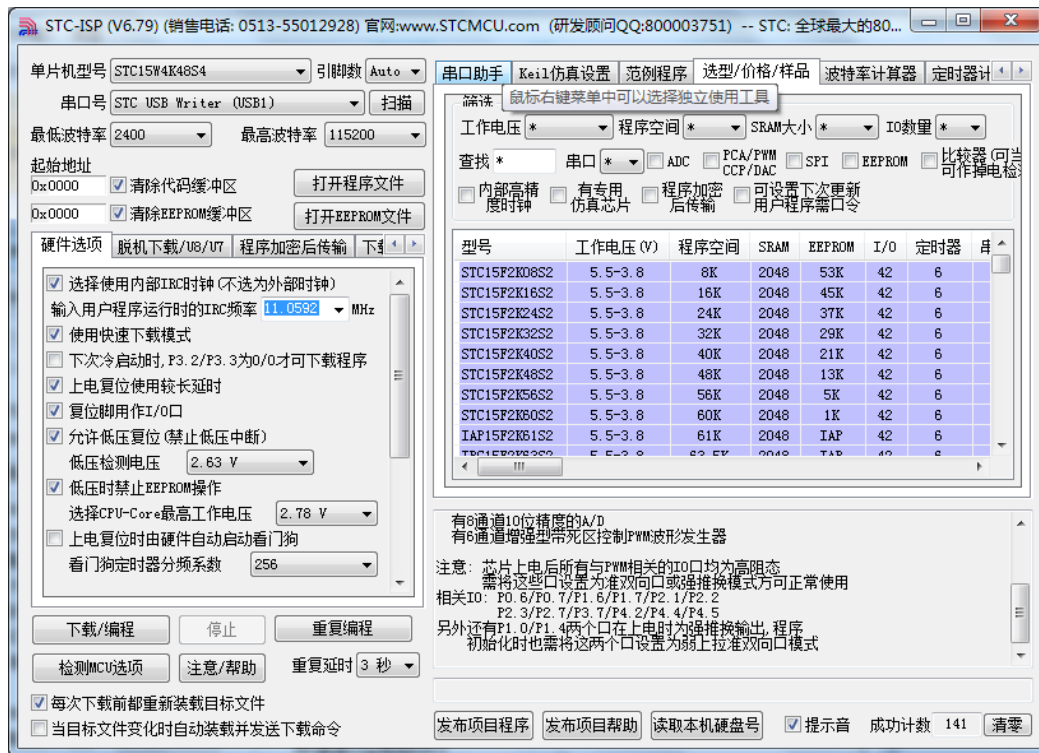 STC-ISP (V6.79) (销售电话: 0513-55012928) 官网:www.STCMCU.com (研发顾问QQ:800003751) -- STC: 全球最大的80...
单片机型号 STC15W4K48S4 引脚数 Auto
串口号 STC USB Writer (USB1) 扫描
最低波特率 2400 最高波特率 115200
起始地址
0x0000 清除代码缓冲区 打开程序文件
0x0000 清除EEPROM缓冲区 打开EEPROM文件
硬件选项 脱机下载/U8/U7 程序加密后传输
选择使用内部IRC时钟(不选为外部时钟)
输入用户程序运行时的IRC频率 11.0592 MHz
使用快速下载模式
下次冷启动时,P3.2/P3.3为0/0才可下载程序
上电复位使用较长延时
复位脚用作I/O口
允许低压复位(禁止低压中断)
低压检测电压 2.63 V
低压时禁止EEPROM操作
选择CPU-Core最高工作电压 2.78 V
上电复位时由硬件自动启动看门狗
看门狗定时器分频系数 256
下载/编程 停止 重复编程
检测MCU选项 注意/帮助 重复延时 3 秒
每次下载前都重新装载目标文件
当目标文件变化时自动装载并发送下载命令
串口助手 Keil仿真设置 范例程序 选型/价格/样品 波特率计算器 定时器计
筛选 鼠标右键菜单中可以选择独立使用工具
工作电压 * 程序空间 * SRAM大小 * IO数量 *
查找 * 串口 * ADC PCA/PWM CCP/DAC SPI EEPROM 比较器(可当 可作掉电检
内部高精度时钟 有专用仿真芯片 程序加密后传输 可设置下次更新用户程序需口令
型号 工作电压(V) 程序空间 SRAM EEPROM I/O 定时器 串
STC15F2K08S2 5.5-3.8 8K 2048 53K 42 6
STC15F2K16S2 5.5-3.8 16K 2048 45K 42 6
STC15F2K24S2 5.5-3.8 24K 2048 37K 42 6
STC15F2K32S2 5.5-3.8 32K 2048 29K 42 6
STC15F2K40S2 5.5-3.8 40K 2048 21K 42 6
STC15F2K48S2 5.5-3.8 48K 2048 13K 42 6
STC15F2K56S2 5.5-3.8 56K 2048 5K 42 6
STC15F2K60S2 5.5-3.8 60K 2048 1K 42 6
IAP15F2K61S2 5.5-3.8 61K 2048 IAP 42 6
有8通道10位精度的A/D
有6通道增强型带死区控制PWM波形发生器
注意: 芯片上电后所有与PWM相关的IO口均为高阻态
需将这些口设置为准双向口或强推挽模式方可正常使用
相关IO: P0.6/P0.7/P1.6/P1.7/P2.1/P2.2
P2.3/P2.7/P3.7/P4.2/P4.4/P4.5
另外还有P1.0/P1.4两个口在上电时为强推挽输出,程序
初始化时也需将这两个口设置为弱上拉准双向口模式
发布项目程序 发布项目帮助 读取本机硬盘号 提示音 成功计数 141 清零